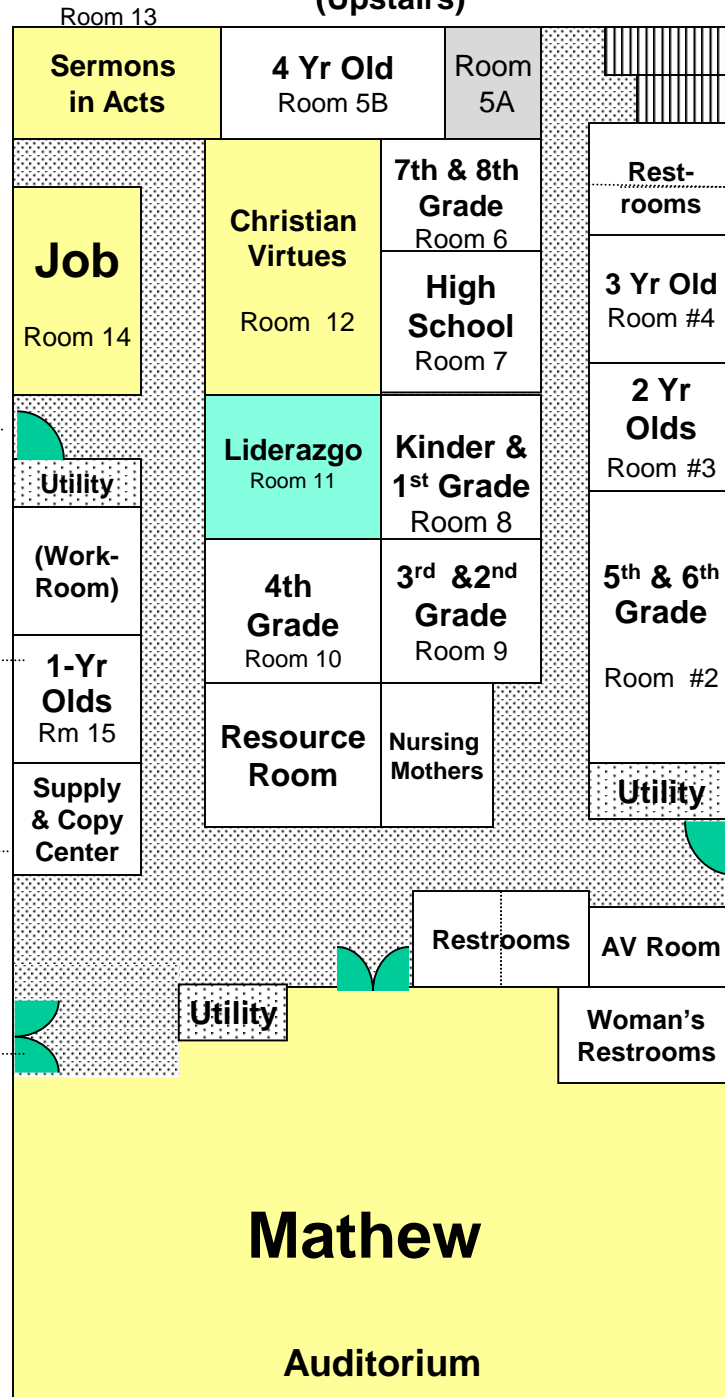 (Upstairs)
Room 13
Sermons
in Acts
4 Yr Old
Room 5B
Room
5A
7th & 8th
Grade
Room 6
Rest-
rooms
Christian
Virtues
Room 12
Job
Room 14
High
School
Room 7
3 Yr Old
Room #4
2 Yr
Olds
Room #3
Liderazgo
Room 11
Kinder &
1st Grade
Room 8
Utility
(Work-
Room)
4th
Grade
Room 10
3rd &2nd
Grade
Room 9
5th & 6th
Grade
Room #2
1-Yr
Olds
Rm 15
Resource
Room
Nursing
Mothers
Supply
& Copy
Center
Utility
Restrooms
AV Room
Utility
Woman's
Restrooms
Mathew
Auditorium